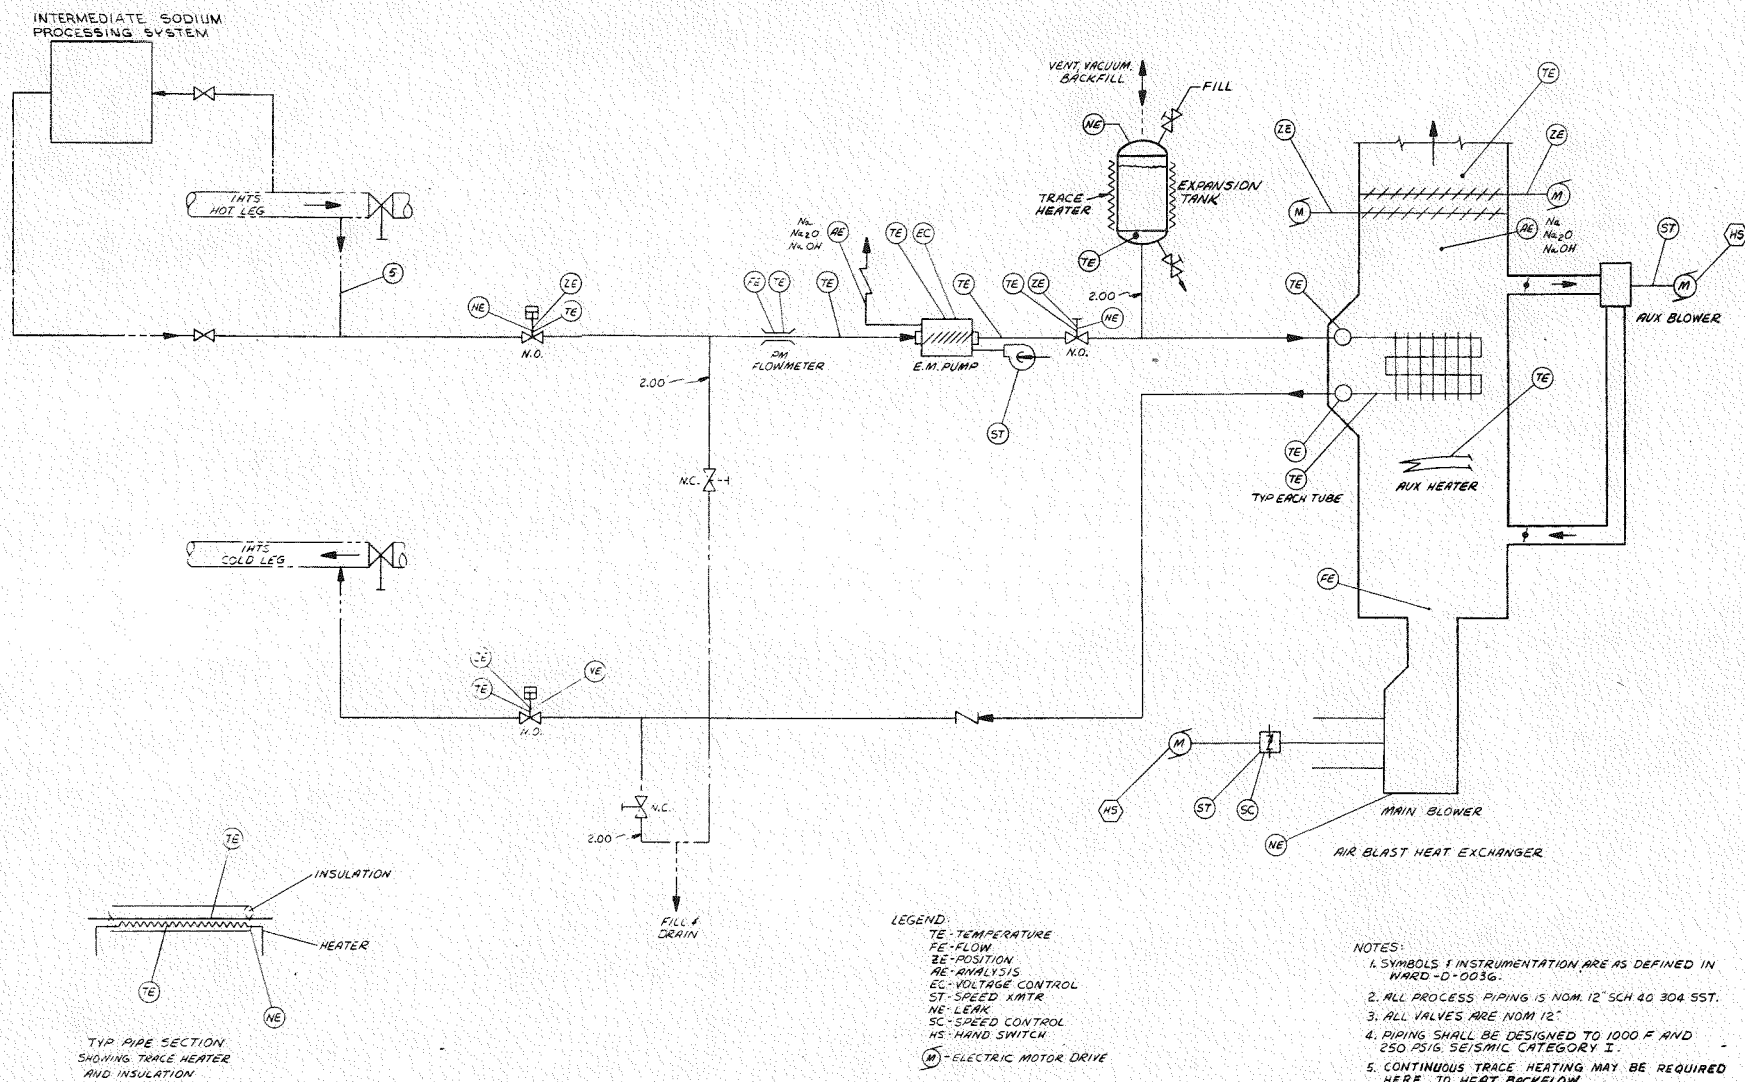 INTERMEDIATE SODIUM
PROCESSING SYSTEM
IHTS
HOT LEG
5
NE
ZE
TE
N.O.
2.00
FE
TE
PM
FLOWMETER
TE
Na
Na2O
NaOH
AE
TE
EC
E.M. PUMP
ST
TE
TE
ZE
NE
N.O.
VENT, VACUUM,
BACKFILL
FILL
NE
TRACE
HEATER
EXPANSION
TANK
TE
2.00
TE
ZE
ZE
M
M
AE
Na
Na2O
NaOH
ST
HS
M
AUX BLOWER
TE
TE
TE
TE
TYP EACH TUBE
AUX HEATER
N.C.
IHTS
COLD LEG
FE
ZE
TE
N.O.
N.C.
2.00
FILL &
DRAIN
M
HS
ST
SC
NE
MAIN BLOWER
AIR BLAST HEAT EXCHANGER
TE
INSULATION
HEATER
TE
NE
TYP PIPE SECTION
SHOWING TRACE HEATER
AND INSULATION
LEGEND:
TE - TEMPERATURE
FE - FLOW
ZE - POSITION
AE - ANALYSIS
EC - VOLTAGE CONTROL
ST - SPEED XMTR
NE - LEAK
SC - SPEED CONTROL
HS - HAND SWITCH
M - ELECTRIC MOTOR DRIVE
NOTES:
1. SYMBOLS & INSTRUMENTATION ARE AS DEFINED IN
WARD-D-0036.
2. ALL PROCESS PIPING IS NOM. 12" SCH 40 304 SST.
3. ALL VALVES ARE NOM 12"
4. PIPING SHALL BE DESIGNED TO 1000 F AND
250 PSIG SEISMIC CATEGORY I.
5. CONTINUOUS TRACE HEATING MAY BE REQUIRED
HERE TO HEAT BACKFLOW